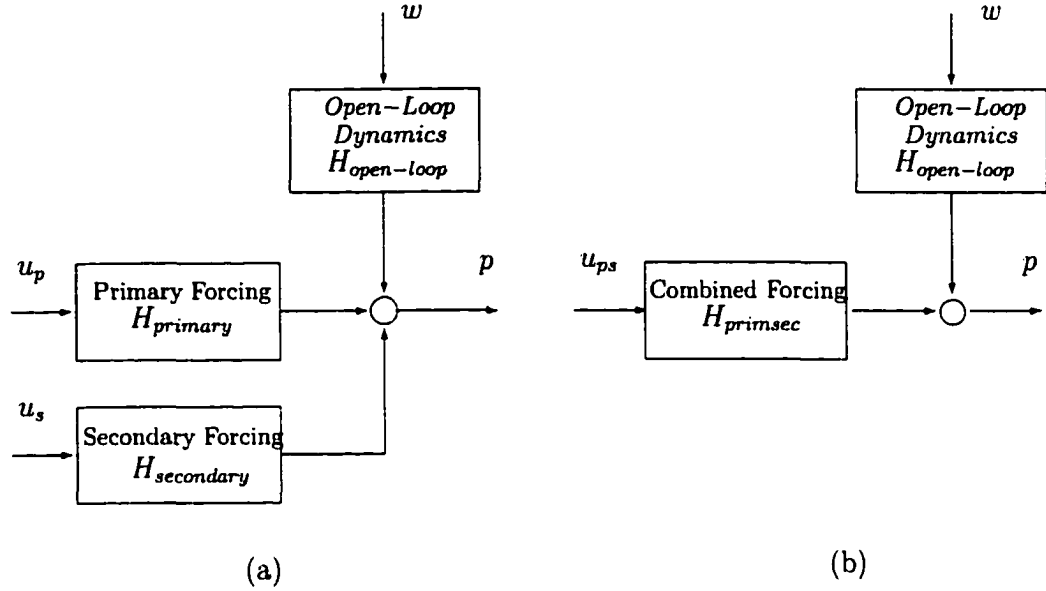 w
Open-Loop
Dynamics
H_open-loop
u_p
Primary Forcing
H_primary
p
u_s
Secondary Forcing
H_secondary
(a)
w
Open-Loop
Dynamics
H_open-loop
u_ps
Combined Forcing
H_primsec
p
(b)